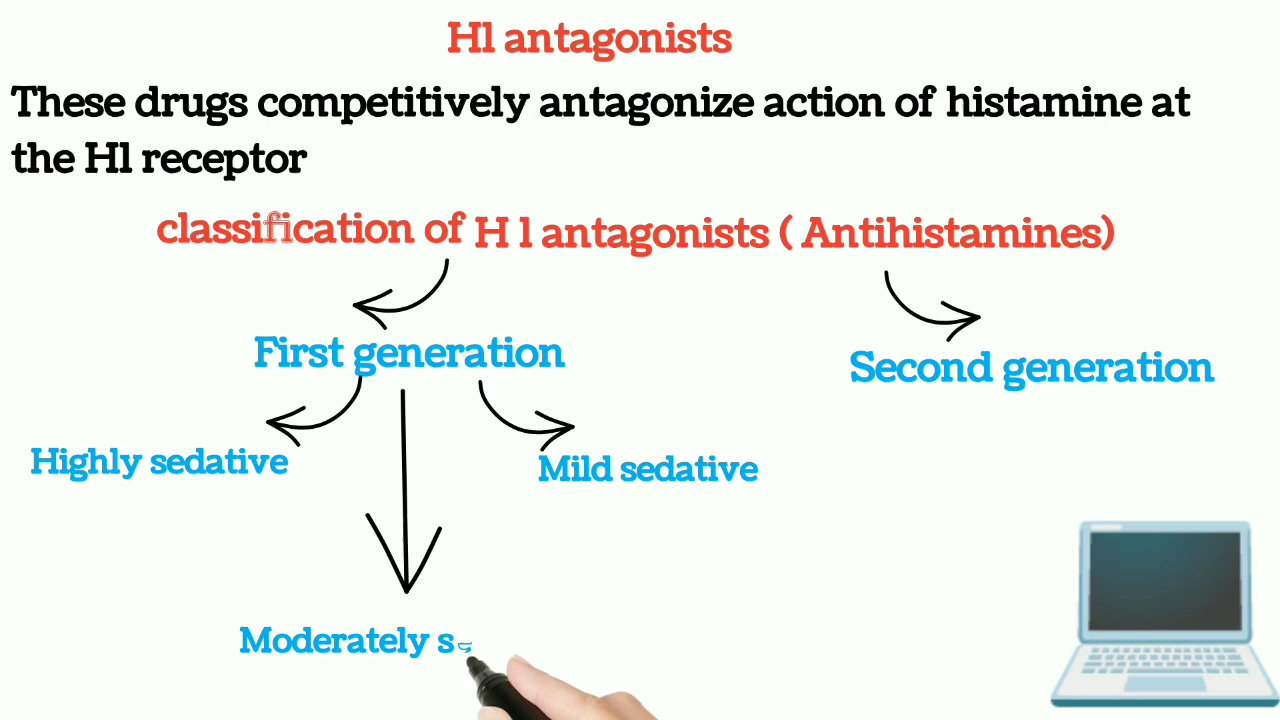 H1 antagonists
These drugs competitively antagonize action of histamine at
the H1 receptor
classification of H 1 antagonists ( Antihistamines)
First generation
Second generation
Highly sedative
Mild sedative
Moderately s